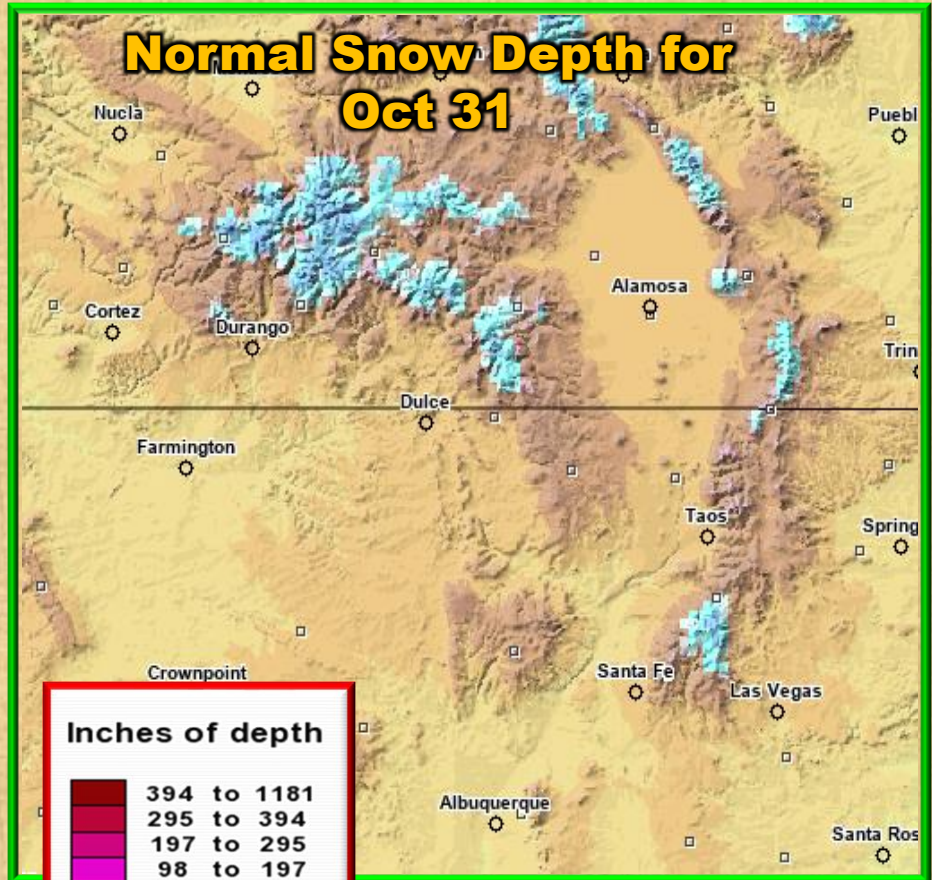 Normal Snow Depth for
Oct 31
Nucla
Puebl
Alamosa
Cortez
Durango
Trin
Dulce
Farmington
Taos
Spring
Crownpoint
Santa Fe
Las Vegas
Inches of depth
394 to 1181
295 to 394
197 to 295
98 to 197
Albuquerque
Santa Ros